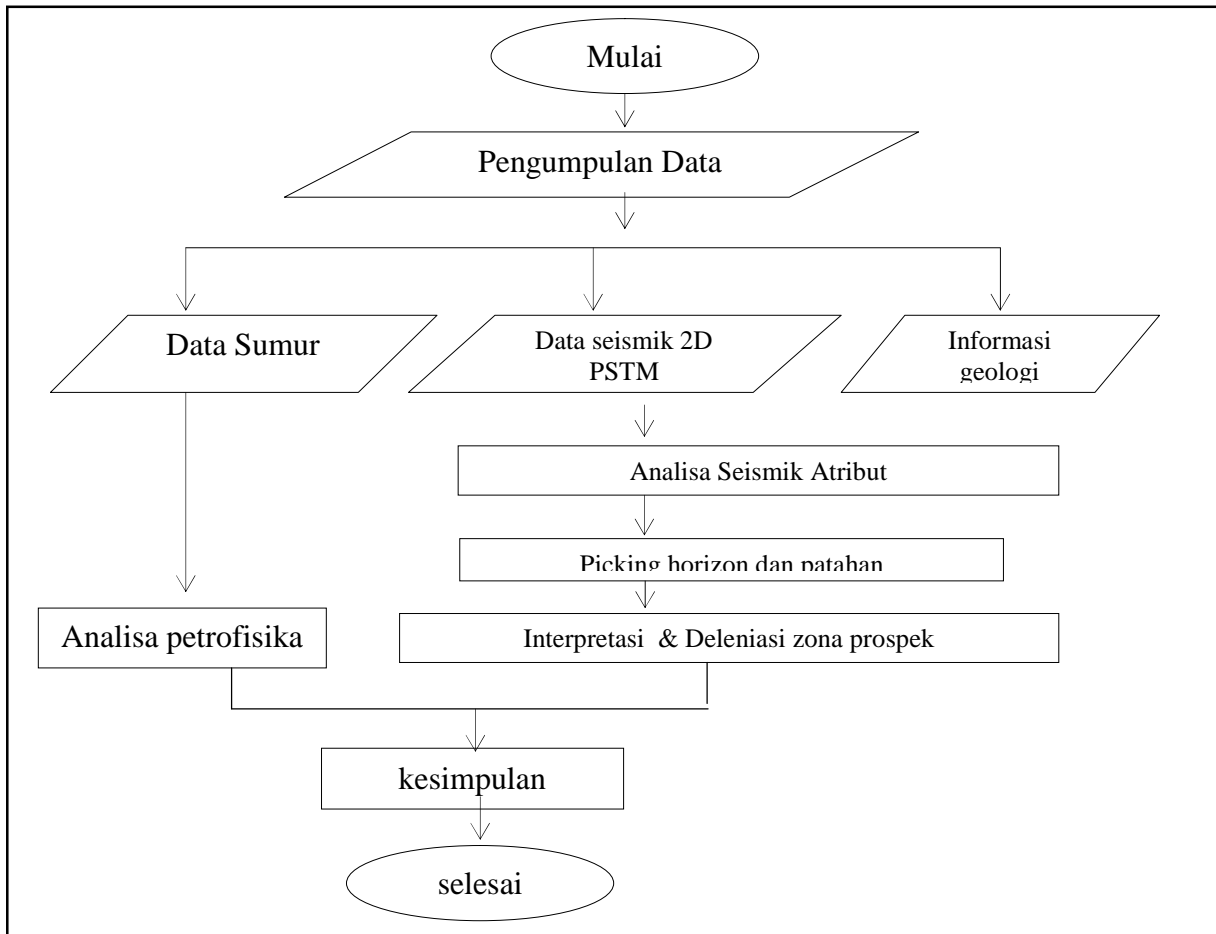 Mulai
Pengumpulan Data
Data Sumur
Data seismik 2D
PSTM
Informasi
geologi
Analisa Seismik Atribut
Picking horizon dan patahan
Analisa petrofisika
Interpretasi & Deleniasi zona prospek
kesimpulan
selesai